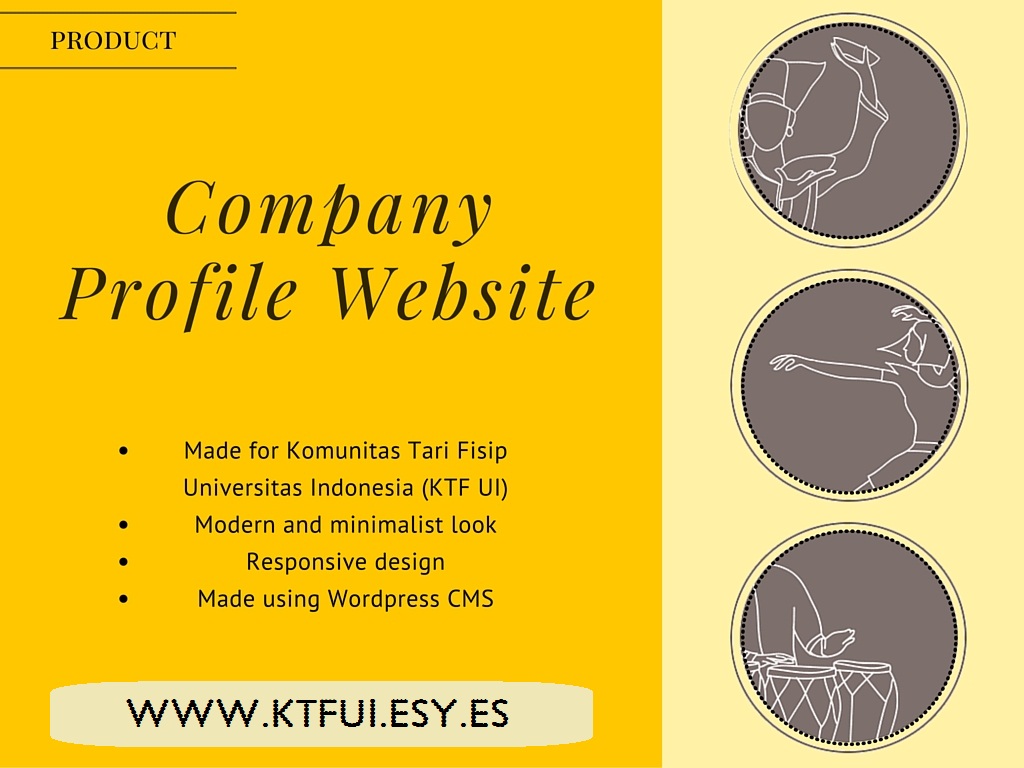 PRODUCT
Company
Profile Website
• Made for Komunitas Tari Fisip
Universitas Indonesia (KTF UI)
• Modern and minimalist look
• Responsive design
• Made using Wordpress CMS
WWW.KTFUI.ESY.ES